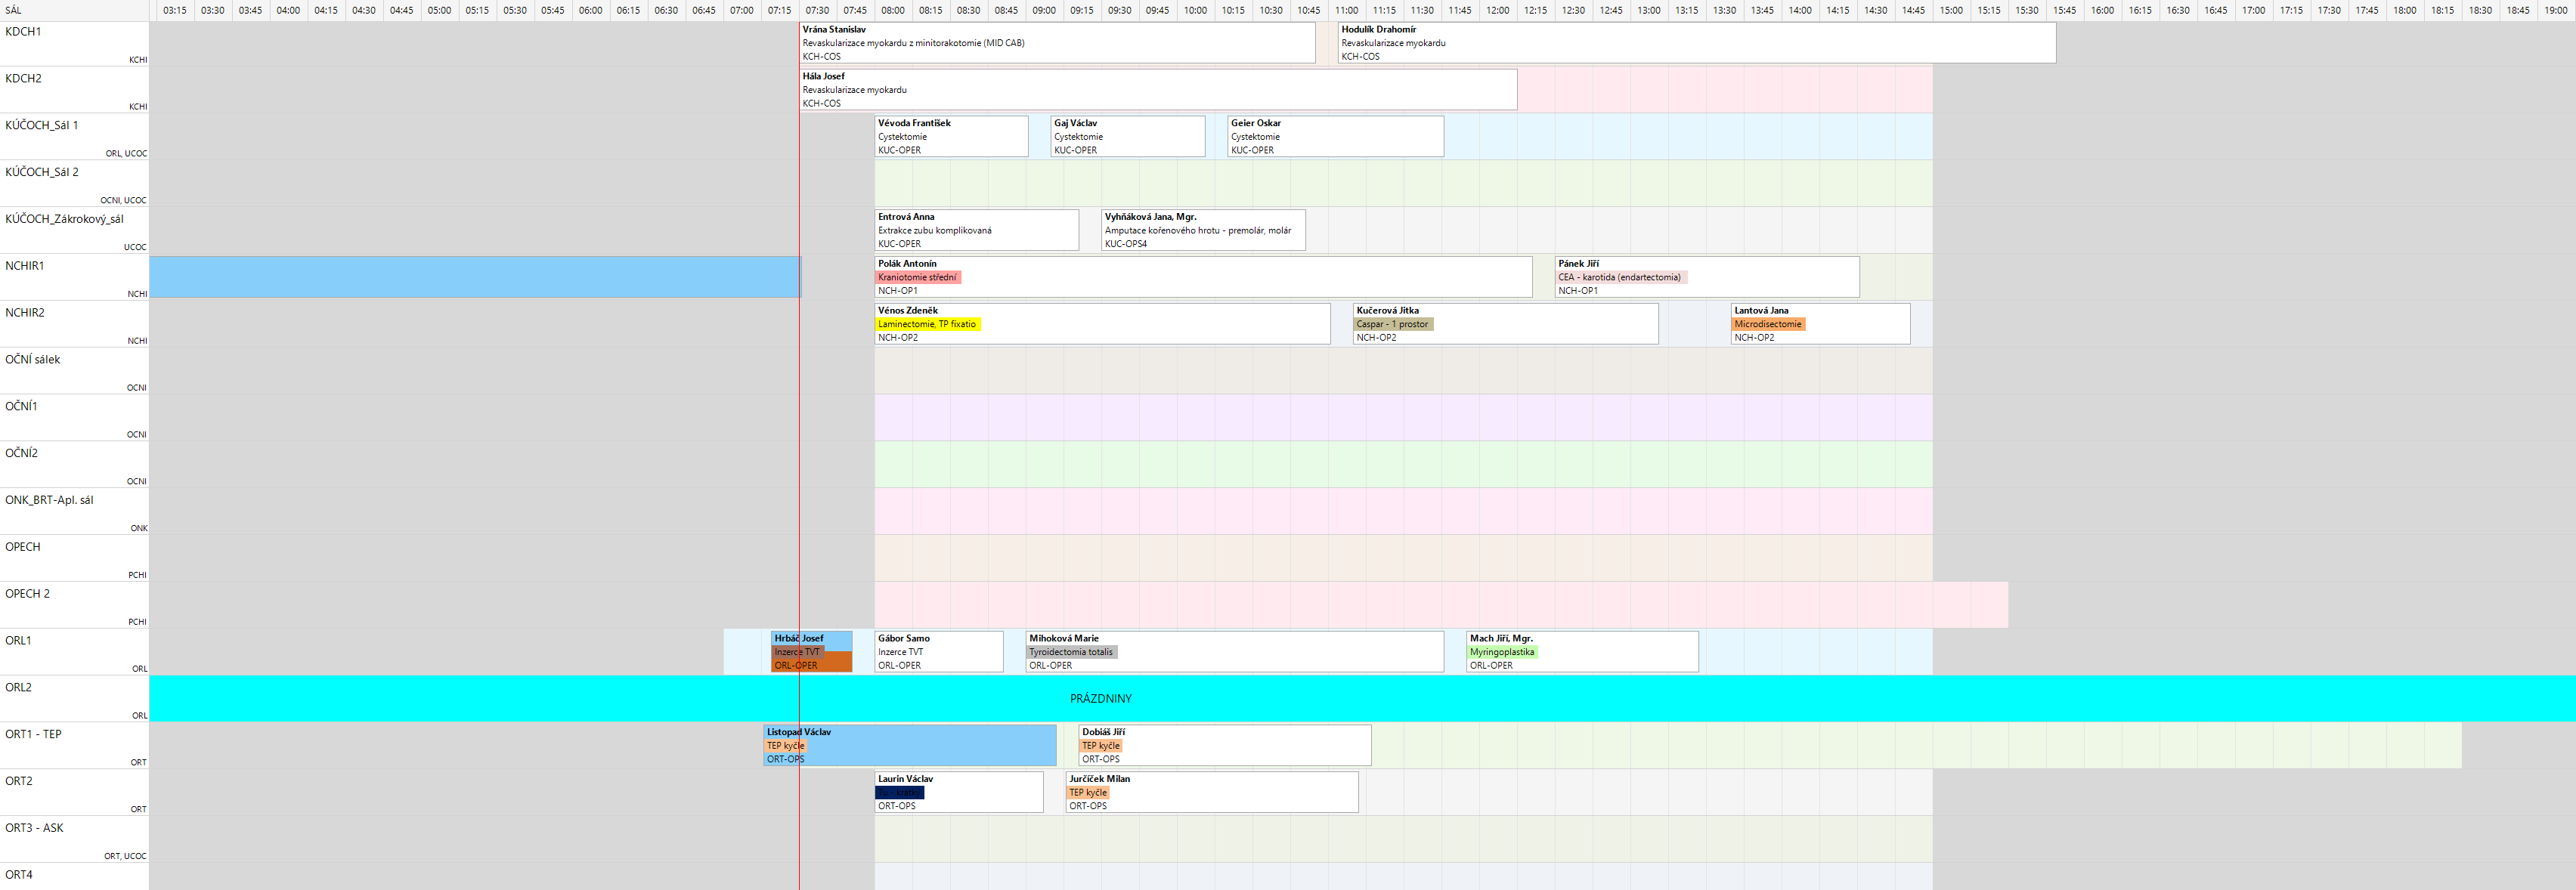 SÁL 03:15 03:30 03:45 04:00 04:15 04:30 04:45 05:00 05:15 05:30 05:45 06:00 06:15 06:30 06:45 07:00 07:15 07:30 07:45 08:00 08:15 08:30 08:45 09:00 09:15 09:30 09:45 10:00 10:15 10:30 10:45 11:00 11:15 11:30 11:45 12:00 12:15 12:30 12:45 13:00 13:15 13:30 13:45 14:00 14:15 14:30 14:45 15:00 15:15 15:30 15:45 16:00 16:15 16:30 16:45 17:00 17:15 17:30 17:45 18:00 18:15 18:30 18:45 19:00
KDCH1
KCHI
Vrána Stanislav
Revaskularizace myokardu z minitorakotomie (MID CAB)
KCH-COS
Hodulík Drahomír
Revaskularizace myokardu
KCH-COS
KDCH2
KCHI
Hála Josef
Revaskularizace myokardu
KCH-COS
KÚČOCH_Sál 1
ORL, UCOC
Vévoda František
Cystektomie
KUC-OPER
Gaj Václav
Cystektomie
KUC-OPER
Geier Oskar
Cystektomie
KUC-OPER
KÚČOCH_Sál 2
OCNI, UCOC
KÚČOCH_Zákrokový_sál
UCOC
Entrová Anna
Extrakce zubu komplikovaná
KUC-OPER
Vyhňáková Jana, Mgr.
Amputace kořenového hrotu - premolár, molár
KUC-OPS4
NCHIR1
NCHI
Polák Antonín
Kraniotomie střední
NCH-OP1
Pánek Jiří
CEA - karotida (endartectomia)
NCH-OP1
NCHIR2
NCHI
Vénos Zdeněk
Laminectomie, TP fixatio
NCH-OP2
Kučerová Jitka
Caspar - 1 prostor
NCH-OP2
Lantová Jana
Microdisectomie
NCH-OP2
OČNÍ sálek
OCNI
OČNÍ1
OCNI
OČNÍ2
OCNI
ONK_BRT-Apl. sál
ONK
OPECH
PCHI
OPECH 2
PCHI
ORL1
ORL
Hrbáč Josef
Inzerce TVT
ORL-OPER
Gábor Samo
Inzerce TVT
ORL-OPER
Mihoková Marie
Tyroidectomia totalis
ORL-OPER
Mach Jiří, Mgr.
Myringoplastika
ORL-OPER
ORL2
ORL
PRÁZDNINY
ORT1 - TEP
ORT
Listopad Václav
TEP kyčle
ORT-OPS
Dobiáš Jiří
TEP kyčle
ORT-OPS
ORT2
ORT
Laurin Václav
ORT-OPS
Jurčíček Milan
TEP kyčle
ORT-OPS
ORT3 - ASK
ORT, UCOC
ORT4